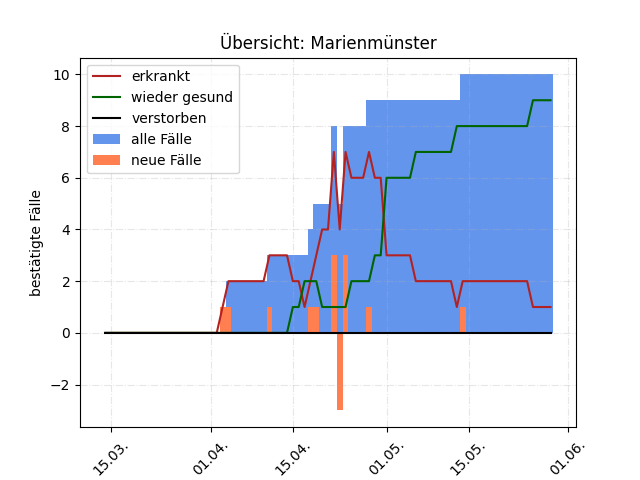 Übersicht: Marienmünster
erkrankt
wieder gesund
verstorben
alle Fälle
neue Fälle
bestätigte Fälle
10
8
6
4
2
0
−2
15.03.
01.04.
15.04.
01.05.
15.05.
01.06.